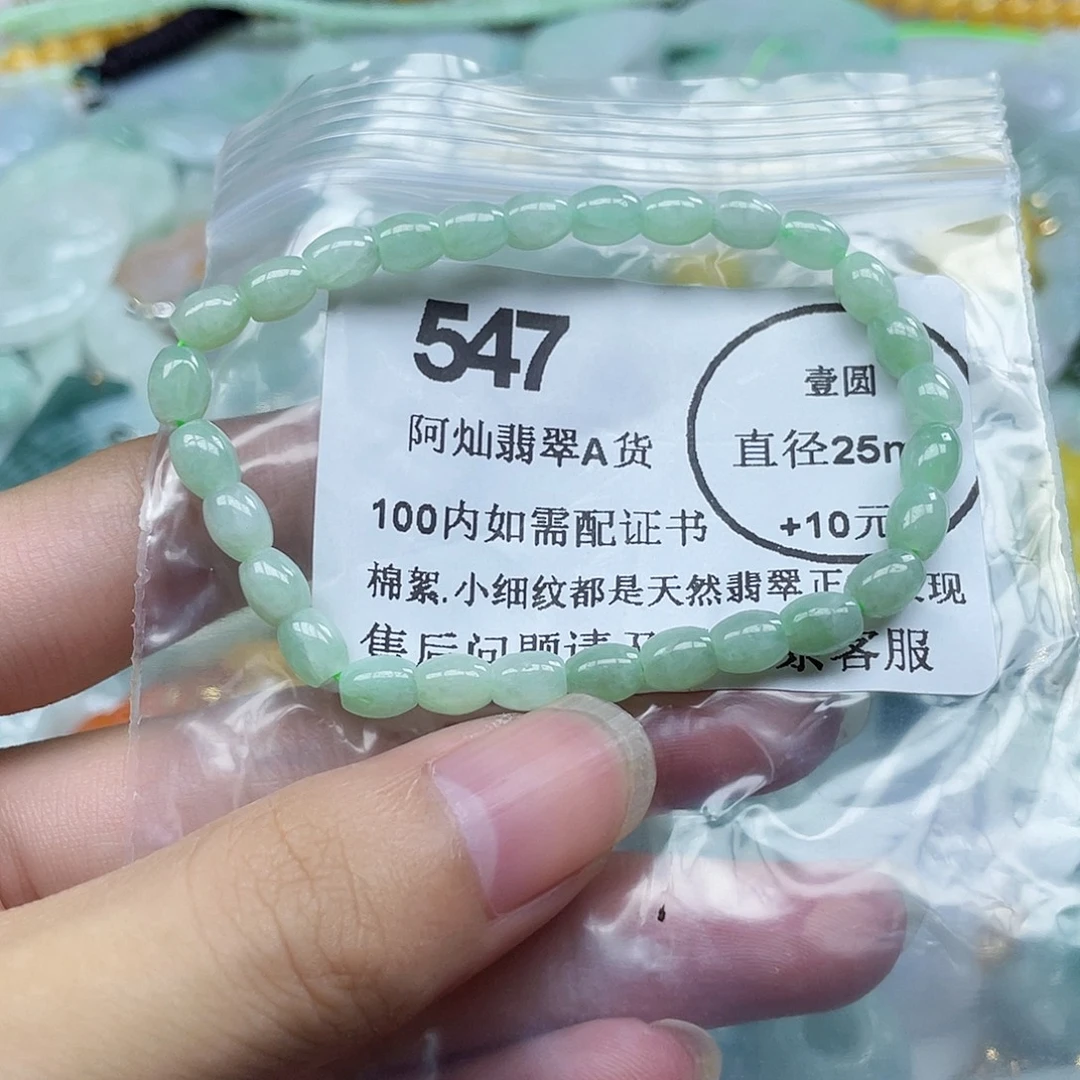 547
阿灿翡翠A货
100内如需配证书
壹圆
直径25m
+10元
棉絮.小细纹都是天然翡翠正 现
售后问题请 客服